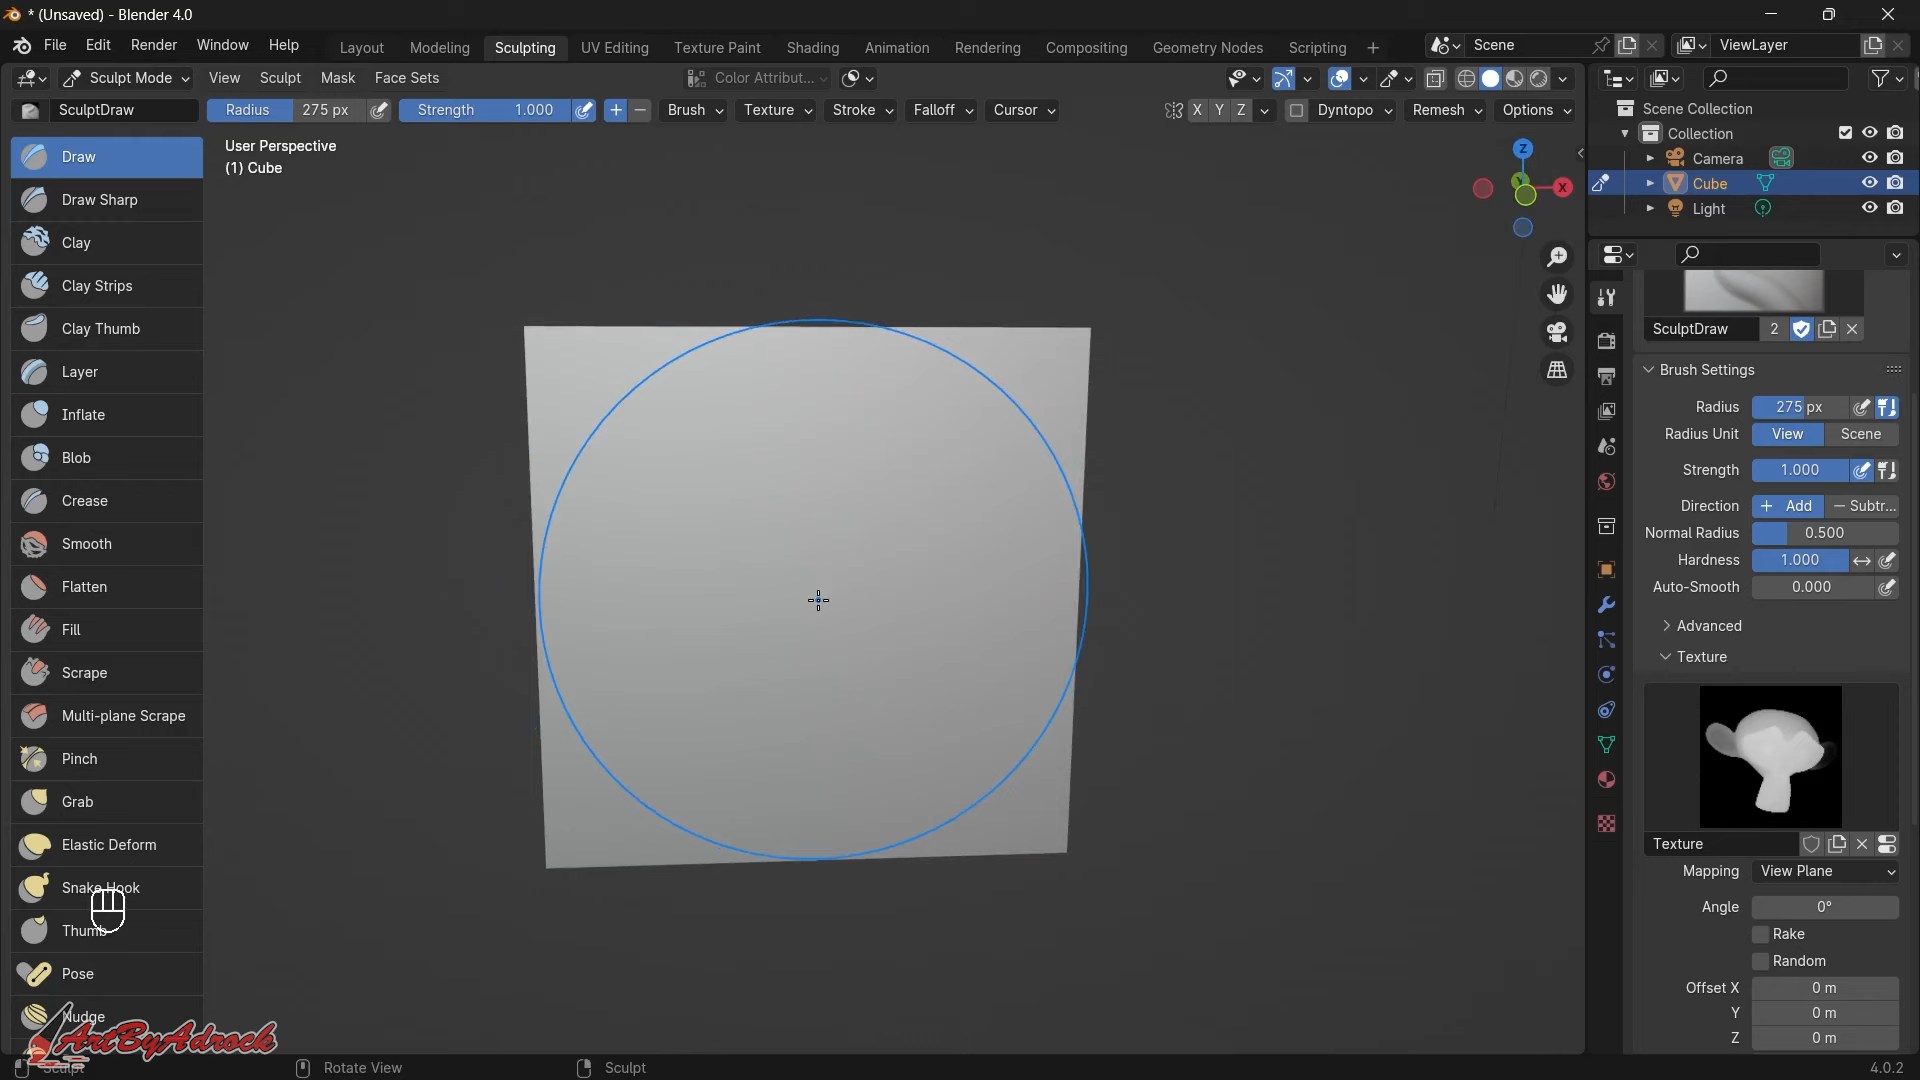 * (Unsaved) - Blender 4.0
File Edit Render Window Help Layout Modeling Sculpting UV Editing Texture Paint Shading Animation Rendering Compositing Geometry Nodes Scripting + Scene ViewLayer
Sculpt Mode View Sculpt Mask Face Sets Color Attribut...
SculptDraw Radius 275 px Strength 1.000 + − Brush Texture Stroke Falloff Cursor X Y Z Dyntopo Remesh Options
Scene Collection
Collection
Camera
Cube
Light
User Perspective
(1) Cube
Z
Y
X
Draw
Draw Sharp
Clay
Clay Strips
Clay Thumb
Layer
Inflate
Blob
Crease
Smooth
Flatten
Fill
Scrape
Multi-plane Scrape
Pinch
Grab
Elastic Deform
Snake Hook
Thumb
Pose
Nudge
ArtByAdrock
SculptDraw 2
Brush Settings
Radius 275 px
Radius Unit View Scene
Strength 1.000
Direction + Add − Subtr...
Normal Radius 0.500
Hardness 1.000
Auto-Smooth 0.000
Advanced
Texture
Texture
Mapping View Plane
Angle 0°
Rake
Random
Offset X 0 m
Y 0 m
Z 0 m
Sculpt Rotate View Sculpt 4.0.2